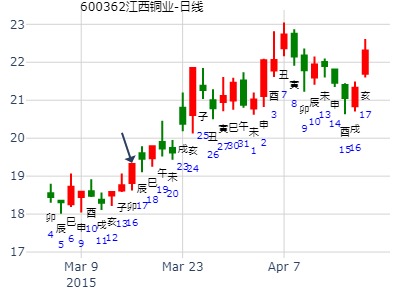 600362江西铜业-日线
23
22
21
20
19
18
17
卯 辰 巳 申 酉 戌 亥 子 卯 辰 巳 午 未 戌 亥 子 丑 寅 巳 午 未 申 酉 丑 寅 卯 辰 未 申 酉 戌 亥
4 5 6 9 10 11 12 13 16 17 18 19 20 23 24 25 26 27 30 31 1 2 3 7 8 9 10 13 14 15 16 17
Mar 9 Mar 23 Apr 7
2015